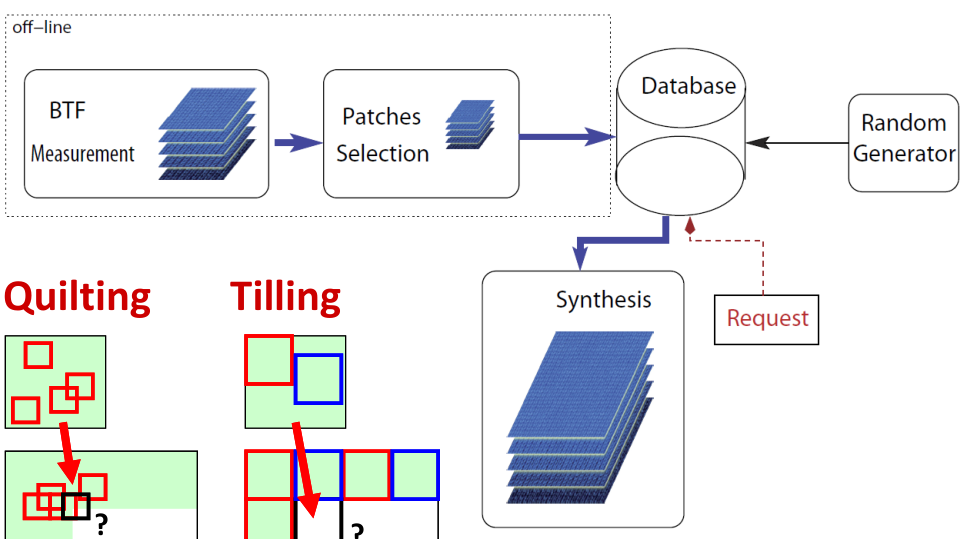 off–line
BTF
Measurement
Patches
Selection
Database
Random
Generator
Synthesis
Request
Quilting
Tilling
?
?